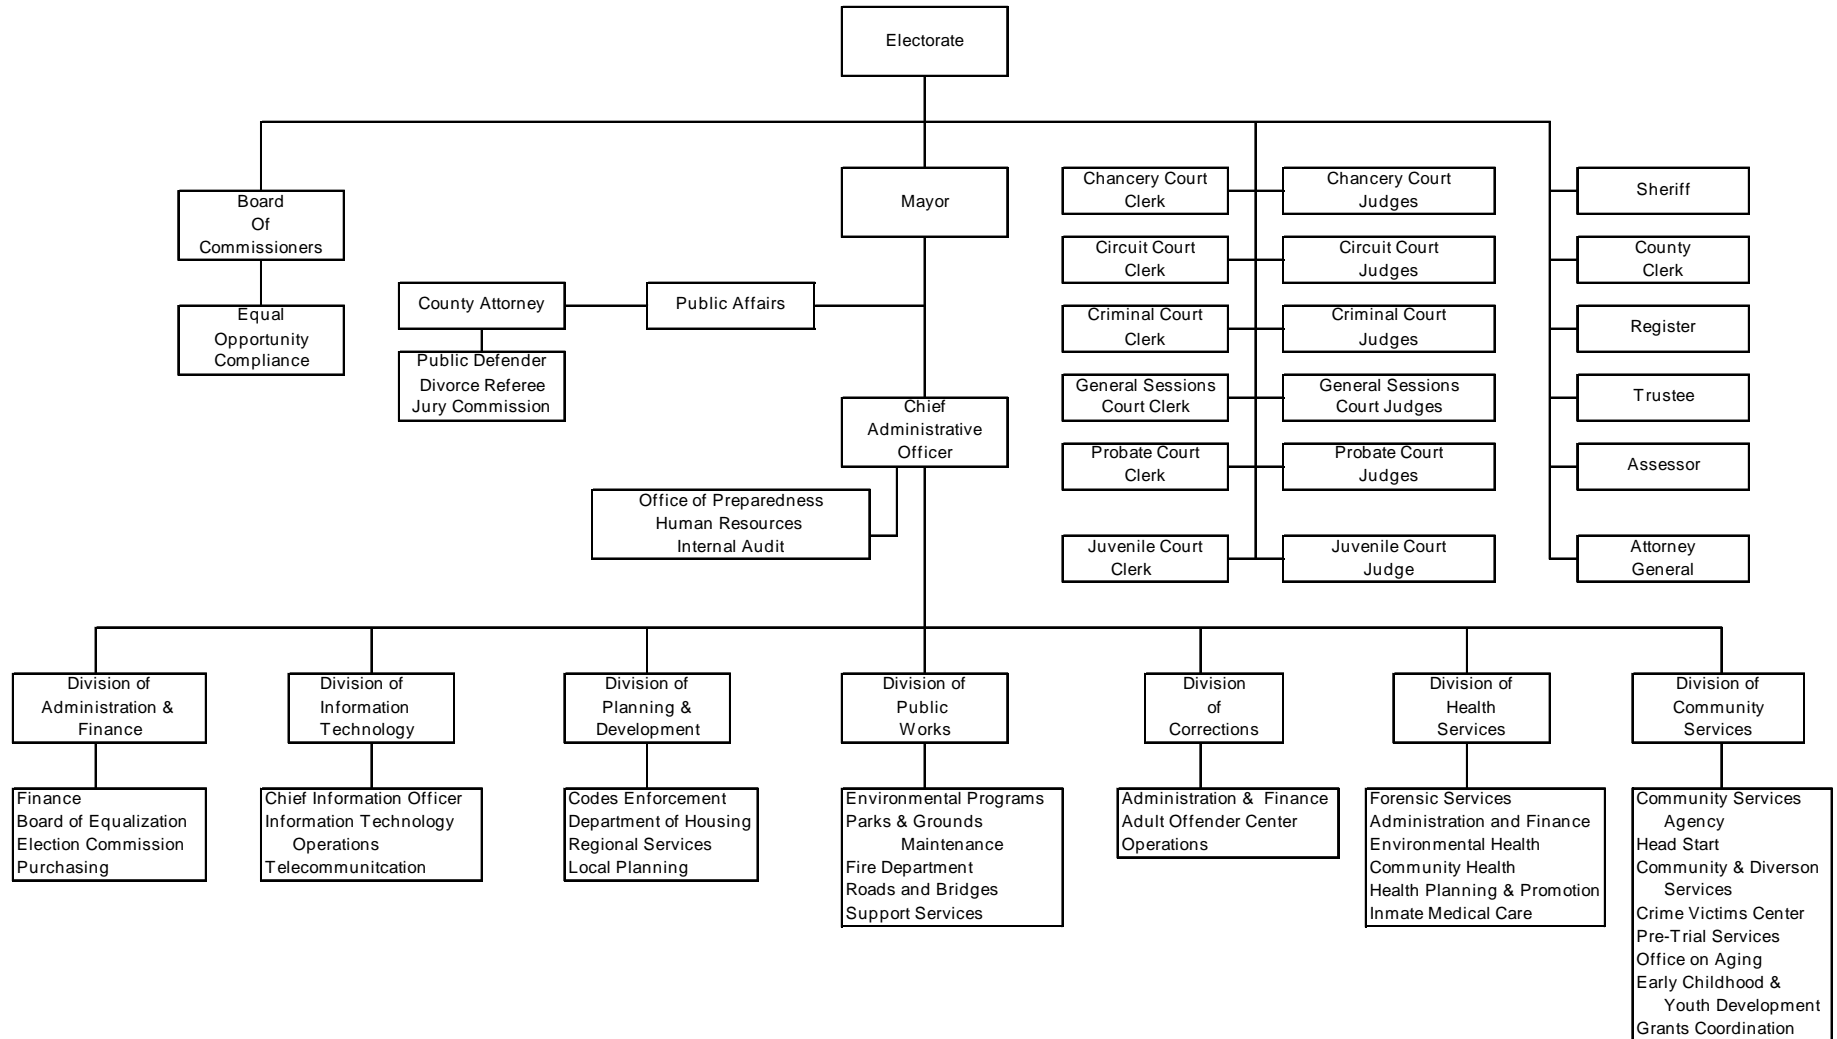 Electorate
Board
Of
Commissioners
Equal
Opportunity
Compliance
Mayor
County Attorney
Public Affairs
Public Defender
Divorce Referee
Jury Commission
Chief
Administrative
Officer
Office of Preparedness
Human Resources
Internal Audit
Chancery Court
Clerk
Chancery Court
Judges
Circuit Court
Clerk
Circuit Court
Judges
Criminal Court
Clerk
Criminal Court
Judges
General Sessions
Court Clerk
General Sessions
Court Judges
Probate Court
Clerk
Probate Court
Judges
Juvenile Court
Clerk
Juvenile Court
Judge
Sheriff
County
Clerk
Register
Trustee
Assessor
Attorney
General
Division of
Administration &
Finance
Finance
Board of Equalization
Election Commission
Purchasing
Division of
Information
Technology
Chief Information Officer
Information Technology
Operations
Telecommunitcation
Division of
Planning &
Development
Codes Enforcement
Department of Housing
Regional Services
Local Planning
Division of
Public
Works
Environmental Programs
Parks & Grounds
Maintenance
Fire Department
Roads and Bridges
Support Services
Division
of
Corrections
Administration & Finance
Adult Offender Center
Operations
Division of
Health
Services
Forensic Services
Administration and Finance
Environmental Health
Community Health
Health Planning & Promotion
Inmate Medical Care
Division of
Community
Services
Community Services
Agency
Head Start
Community & Diverson
Services
Crime Victims Center
Pre-Trial Services
Office on Aging
Early Childhood &
Youth Development
Grants Coordination